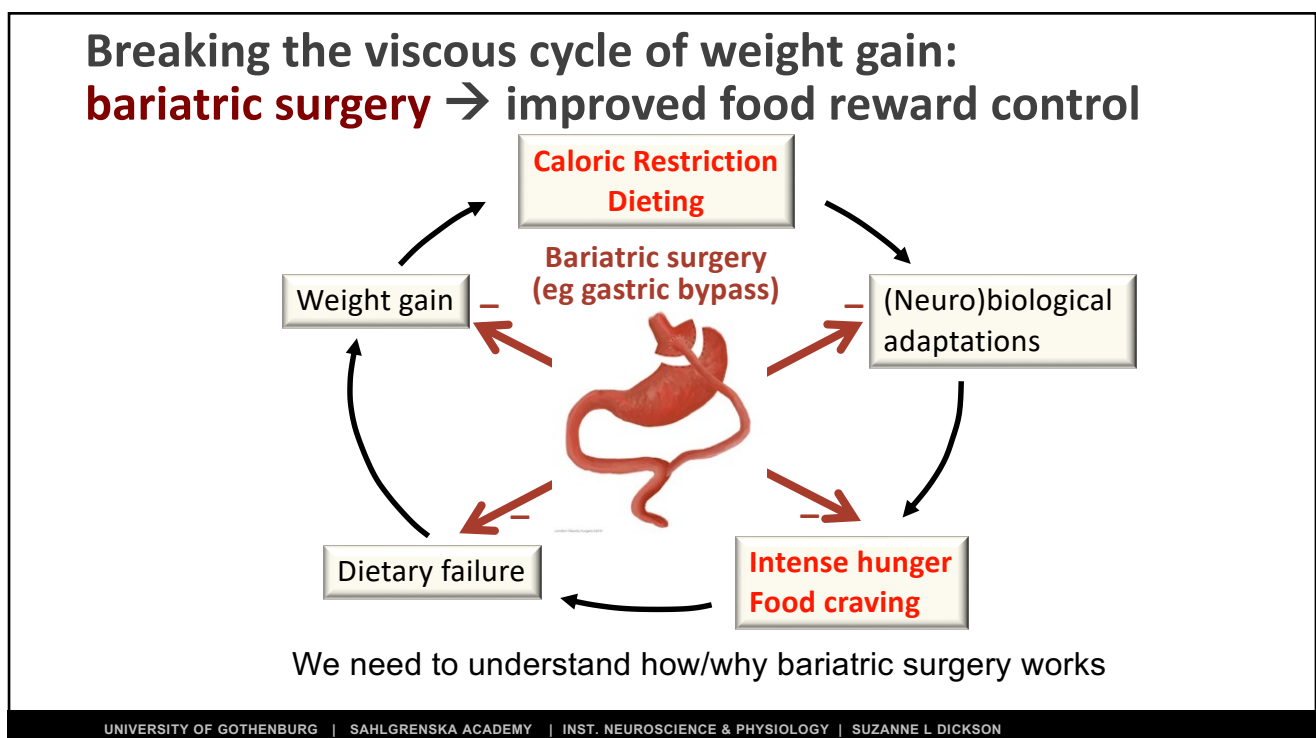 Breaking the viscous cycle of weight gain:
bariatric surgery → improved food reward control
Caloric Restriction
Dieting
Bariatric surgery
(eg gastric bypass)
Weight gain
–
–
(Neuro)biological
adaptations
–
–
Dietary failure
Intense hunger
Food craving
We need to understand how/why bariatric surgery works
UNIVERSITY OF GOTHENBURG | SAHLGRENSKA ACADEMY | INST. NEUROSCIENCE & PHYSIOLOGY | SUZANNE L DICKSON